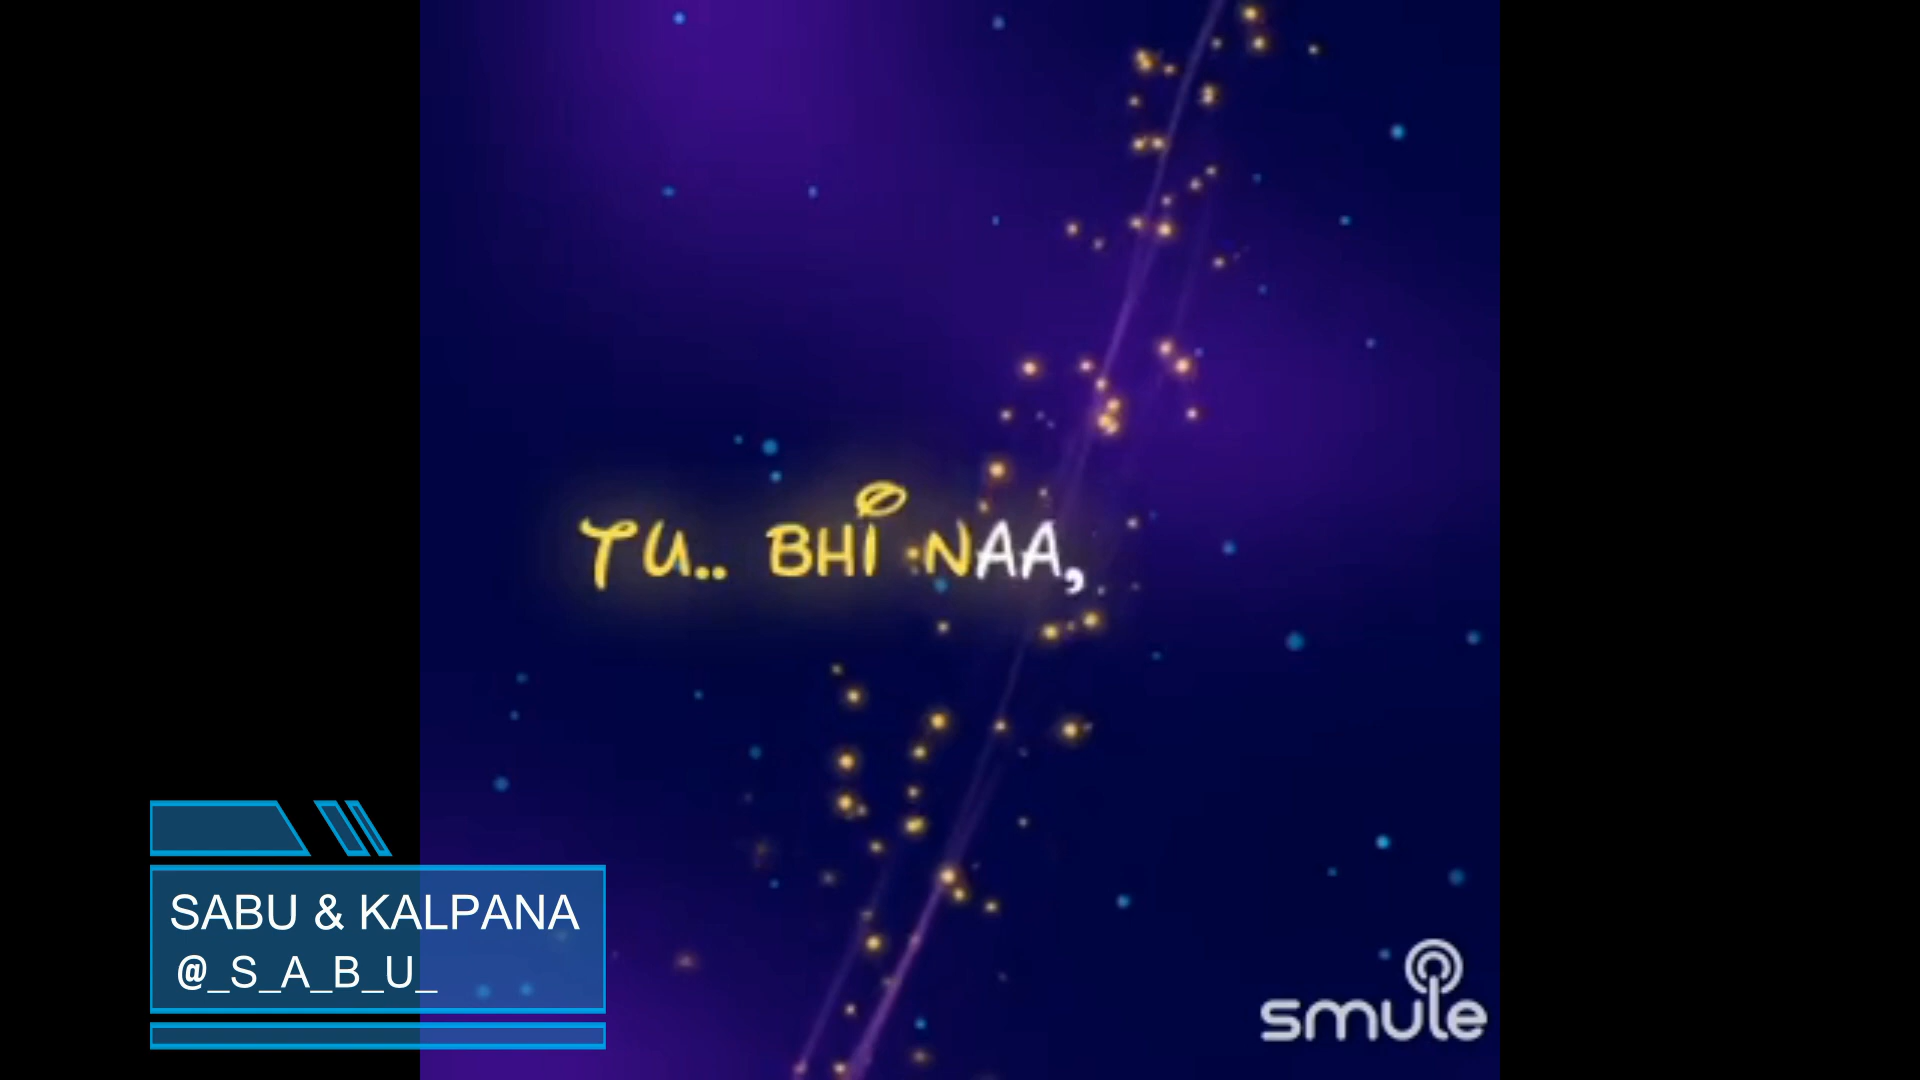 TU.. BHI NAA,
SABU & KALPANA
@_S_A_B_U_
smule